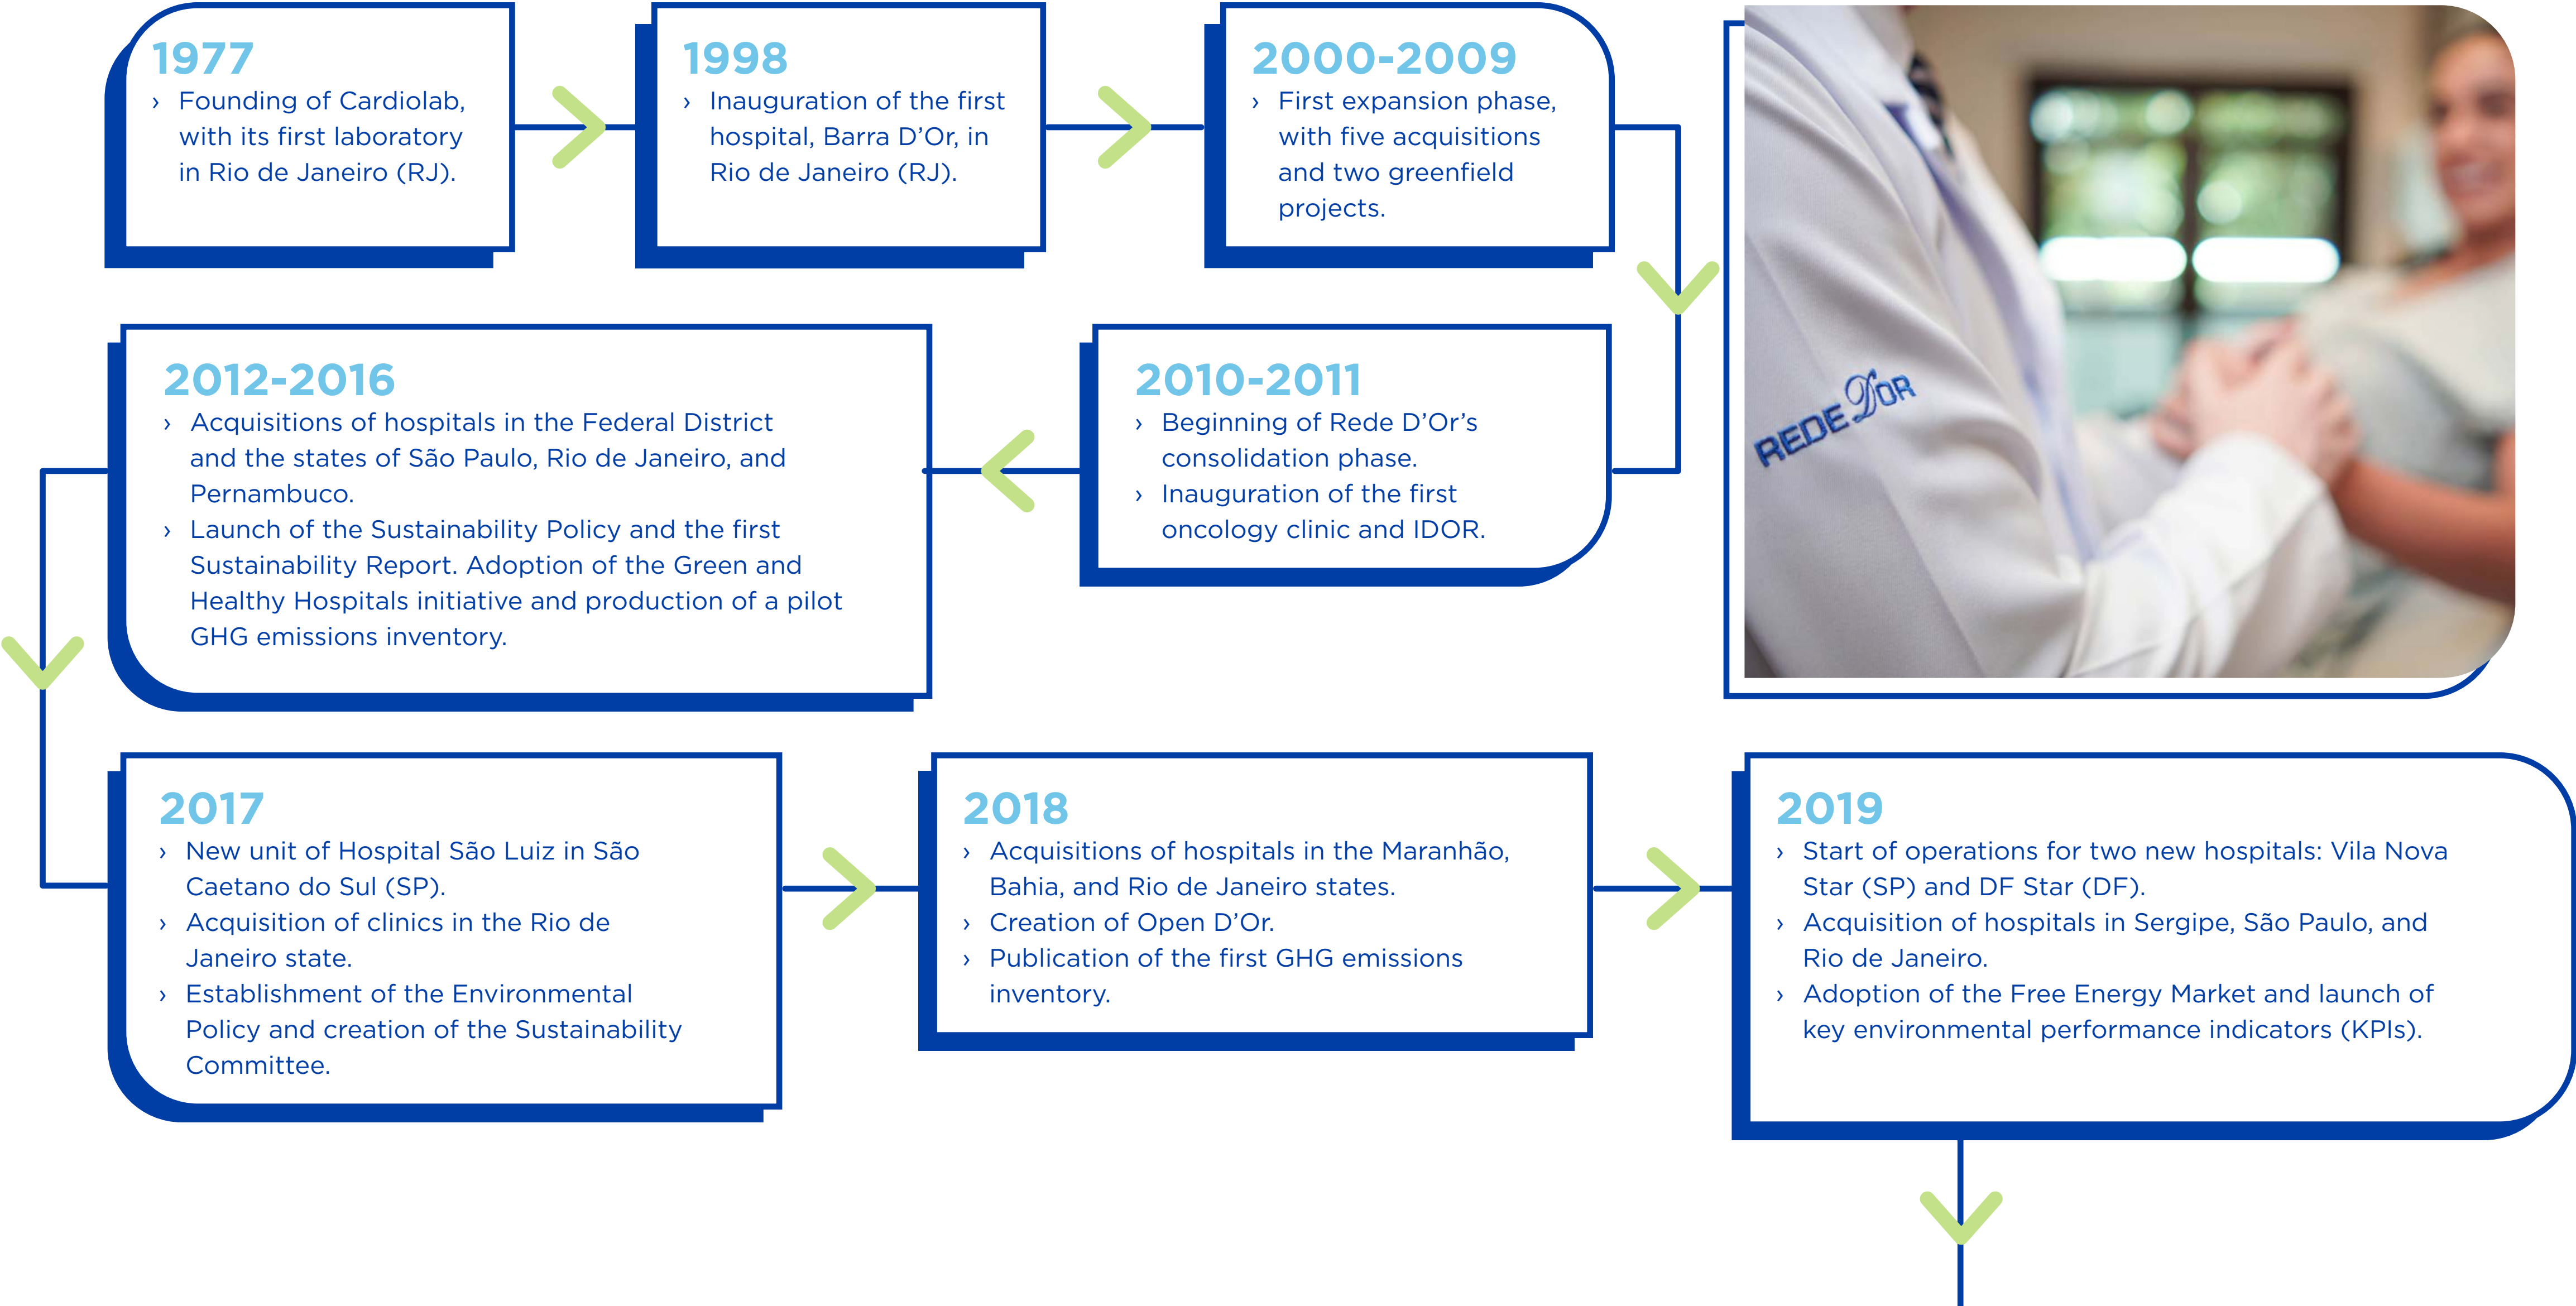 1977
› Founding of Cardiolab,
with its first laboratory
in Rio de Janeiro (RJ).
1998
› Inauguration of the first
hospital, Barra D’Or, in
Rio de Janeiro (RJ).
2000-2009
› First expansion phase,
with five acquisitions
and two greenfield
projects.
REDE D'OR
2010-2011
› Beginning of Rede D’Or’s
consolidation phase.
› Inauguration of the first
oncology clinic and IDOR.
2012-2016
› Acquisitions of hospitals in the Federal District
and the states of São Paulo, Rio de Janeiro, and
Pernambuco.
› Launch of the Sustainability Policy and the first
Sustainability Report. Adoption of the Green and
Healthy Hospitals initiative and production of a pilot
GHG emissions inventory.
2017
› New unit of Hospital São Luiz in São
Caetano do Sul (SP).
› Acquisition of clinics in the Rio de
Janeiro state.
› Establishment of the Environmental
Policy and creation of the Sustainability
Committee.
2018
› Acquisitions of hospitals in the Maranhão,
Bahia, and Rio de Janeiro states.
› Creation of Open D’Or.
› Publication of the first GHG emissions
inventory.
2019
› Start of operations for two new hospitals: Vila Nova
Star (SP) and DF Star (DF).
› Acquisition of hospitals in Sergipe, São Paulo, and
Rio de Janeiro.
› Adoption of the Free Energy Market and launch of
key environmental performance indicators (KPIs).